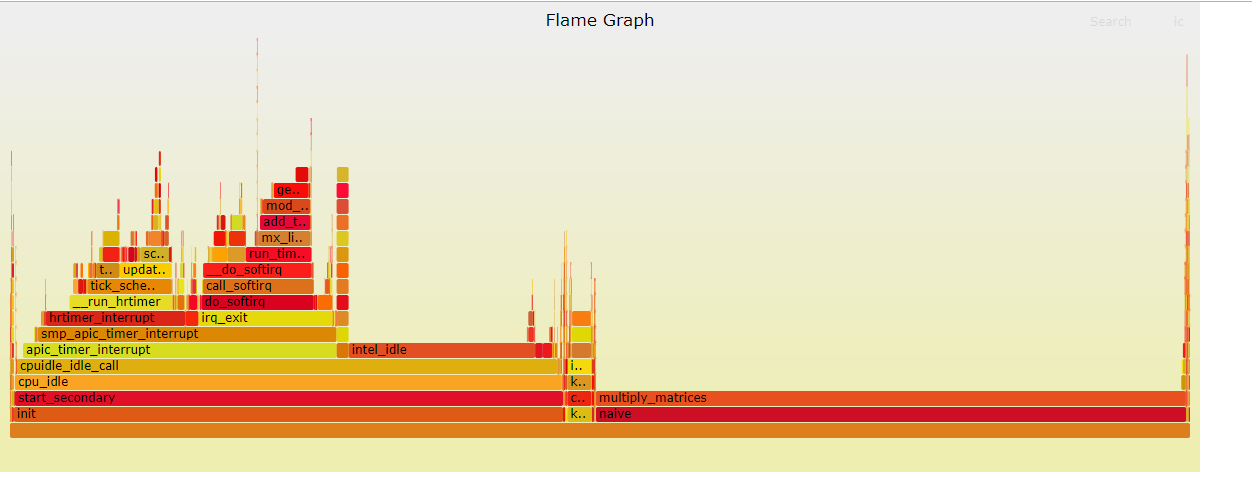 Flame Graph
Search ic
ge..
mod_..
add_t..
mx_li..
sc.. run_tim..
t.. updat.. __do_softirq
tick_sche.. call_softirq
__run_hrtimer do_softirq
hrtimer_interrupt irq_exit
smp_apic_timer_interrupt
apic_timer_interrupt intel_idle
cpuidle_idle_call i..
cpu_idle k..
start_secondary c.. multiply_matrices
init k.. naive